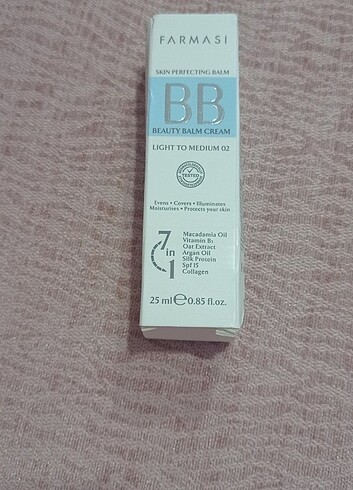 FARMASI
SKIN PERFECTING BALM
BB
BEAUTY BALM CREAM
LIGHT TO MEDIUM 02
TESTED
Evens • Covers • Illuminates
Moisturises • Protects your skin
7 in 1
Macadamia Oil
Vitamin B₅
Oat Extract
Argan Oil
Silk Protein
Spf 15
Collagen
25 ml ℮ 0.85 fl.oz.